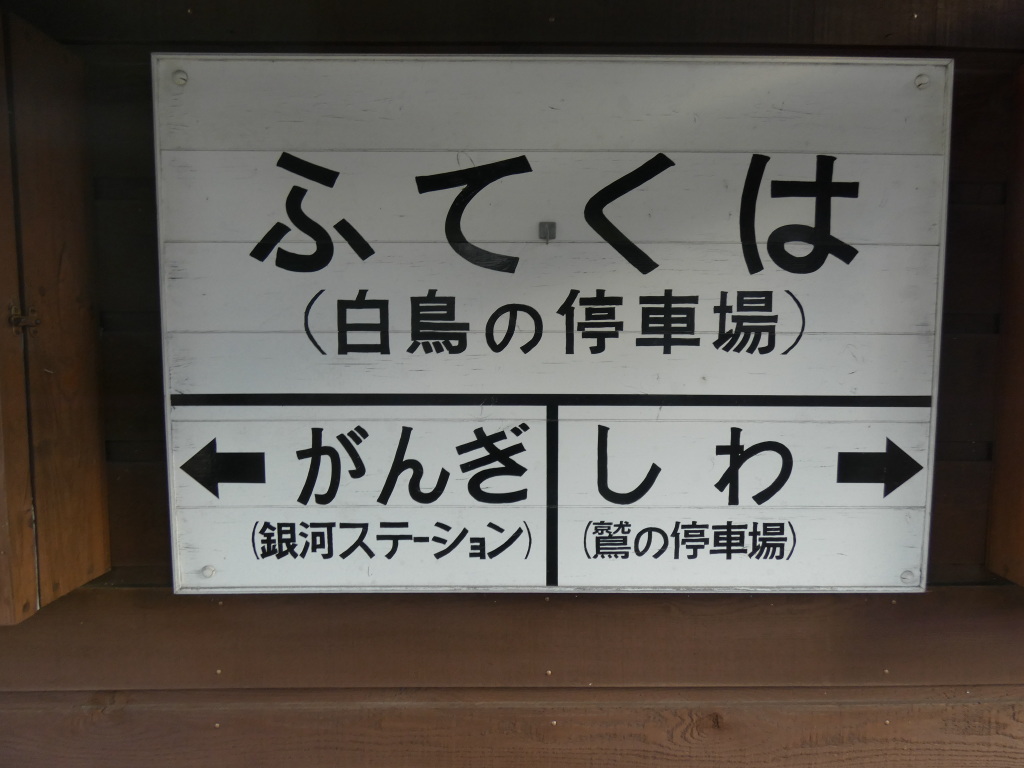 ふてくは
(白鳥の停車場)
がんぎ
(銀河ステーション)
しわ
(鷲の停車場)